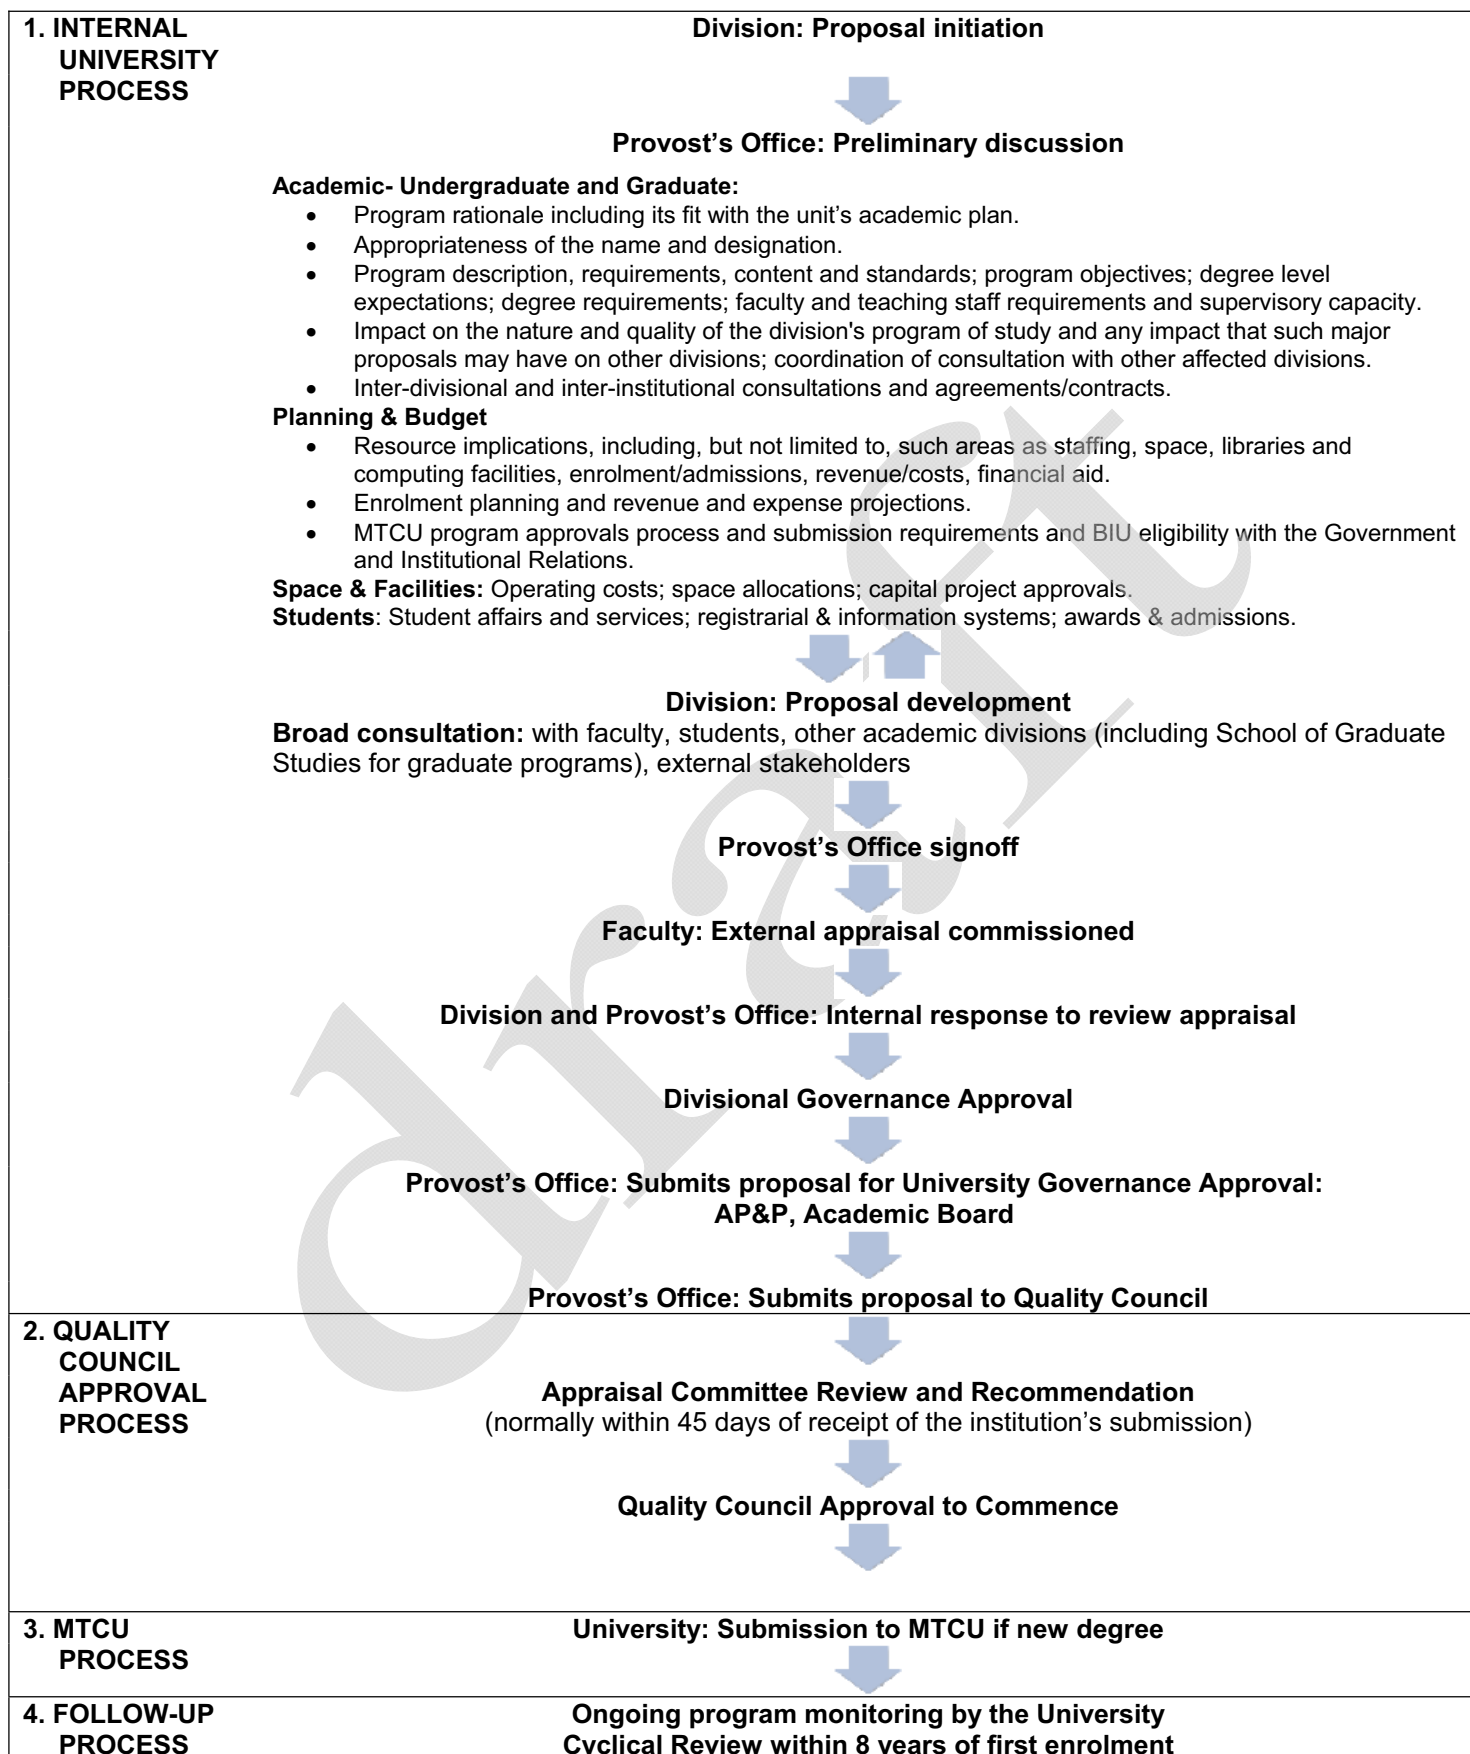 1. INTERNAL
UNIVERSITY
PROCESS
Division: Proposal initiation
Provost’s Office: Preliminary discussion
Academic- Undergraduate and Graduate:
• Program rationale including its fit with the unit’s academic plan.
• Appropriateness of the name and designation.
• Program description, requirements, content and standards; program objectives; degree level
expectations; degree requirements; faculty and teaching staff requirements and supervisory capacity.
• Impact on the nature and quality of the division's program of study and any impact that such major
proposals may have on other divisions; coordination of consultation with other affected divisions.
• Inter-divisional and inter-institutional consultations and agreements/contracts.
Planning & Budget
• Resource implications, including, but not limited to, such areas as staffing, space, libraries and
computing facilities, enrolment/admissions, revenue/costs, financial aid.
• Enrolment planning and revenue and expense projections.
• MTCU program approvals process and submission requirements and BIU eligibility with the Government
and Institutional Relations.
Space & Facilities: Operating costs; space allocations; capital project approvals.
Students: Student affairs and services; registrarial & information systems; awards & admissions.
Division: Proposal development
Broad consultation: with faculty, students, other academic divisions (including School of Graduate
Studies for graduate programs), external stakeholders
Provost’s Office signoff
Faculty: External appraisal commissioned
Division and Provost’s Office: Internal response to review appraisal
Divisional Governance Approval
Provost’s Office: Submits proposal for University Governance Approval:
AP&P, Academic Board
Provost’s Office: Submits proposal to Quality Council
draft
2. QUALITY
COUNCIL
APPROVAL
PROCESS
Appraisal Committee Review and Recommendation
(normally within 45 days of receipt of the institution’s submission)
Quality Council Approval to Commence
3. MTCU
PROCESS
University: Submission to MTCU if new degree
4. FOLLOW-UP
PROCESS
Ongoing program monitoring by the University
Cyclical Review within 8 years of first enrolment